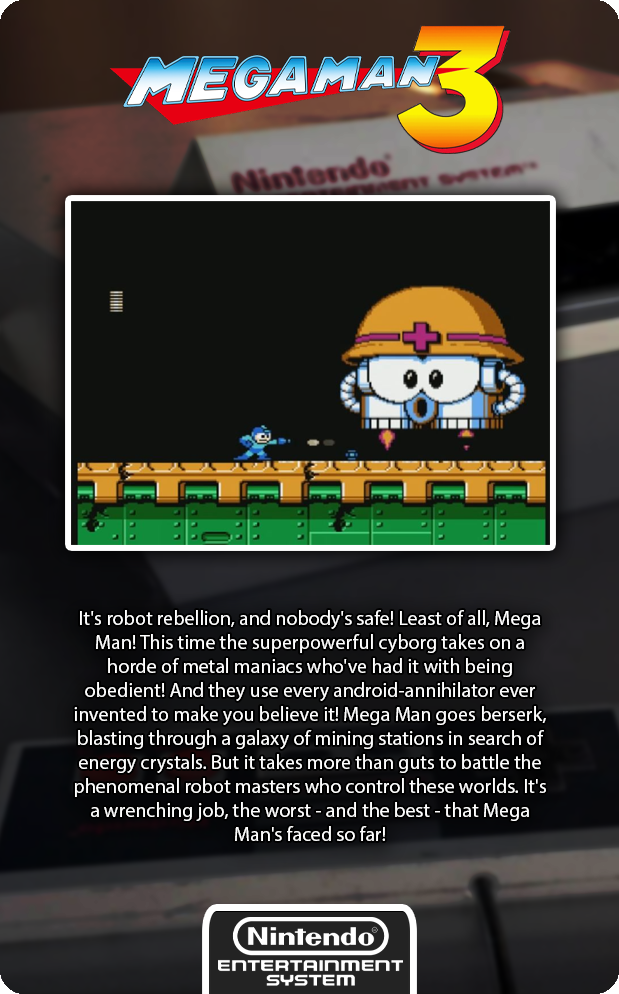 MEGAMAN 3
Nintendo
ENTERTAINMENT SYSTEM™
It's robot rebellion, and nobody's safe! Least of all, Mega
Man! This time the superpowerful cyborg takes on a
horde of metal maniacs who've had it with being
obedient! And they use every android-annihilator ever
invented to make you believe it! Mega Man goes berserk,
blasting through a galaxy of mining stations in search of
energy crystals. But it takes more than guts to battle the
phenomenal robot masters who control these worlds. It's
a wrenching job, the worst - and the best - that Mega
Man's faced so far!
Nintendo®
ENTERTAINMENT
SYSTEM